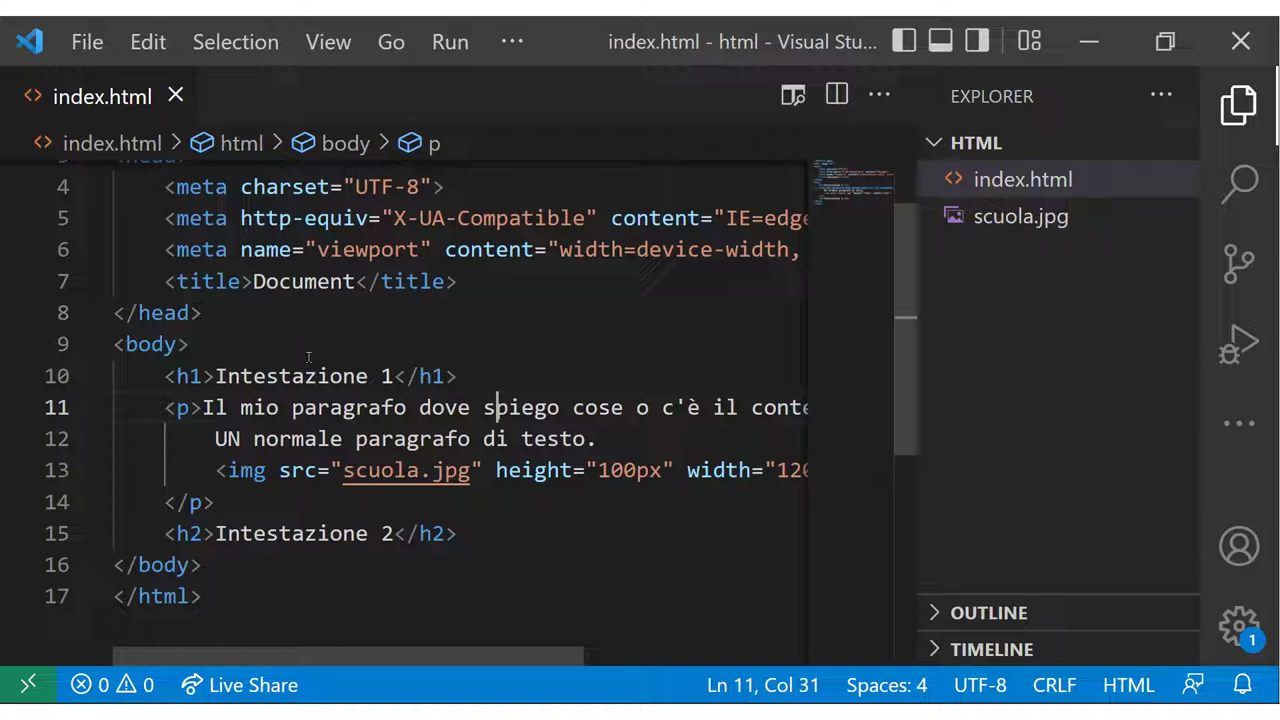 File Edit Selection View Go Run ··· index.html - html - Visual Stu...
index.html
EXPLORER
index.html > html > body > p
HTML
index.html
scuola.jpg
4 <meta charset="UTF-8">
5 <meta http-equiv="X-UA-Compatible" content="IE=edge
6 <meta name="viewport" content="width=device-width,
7 <title>Document</title>
8 </head>
9 <body>
10 <h1>Intestazione 1</h1>
11 <p>Il mio paragrafo dove spiego cose o c'è il conte
12 UN normale paragrafo di testo.
13 <img src="scuola.jpg" height="100px" width="120
14 </p>
15 <h2>Intestazione 2</h2>
16 </body>
17 </html>
OUTLINE
TIMELINE
1
0 0 Live Share Ln 11, Col 31 Spaces: 4 UTF-8 CRLF HTML